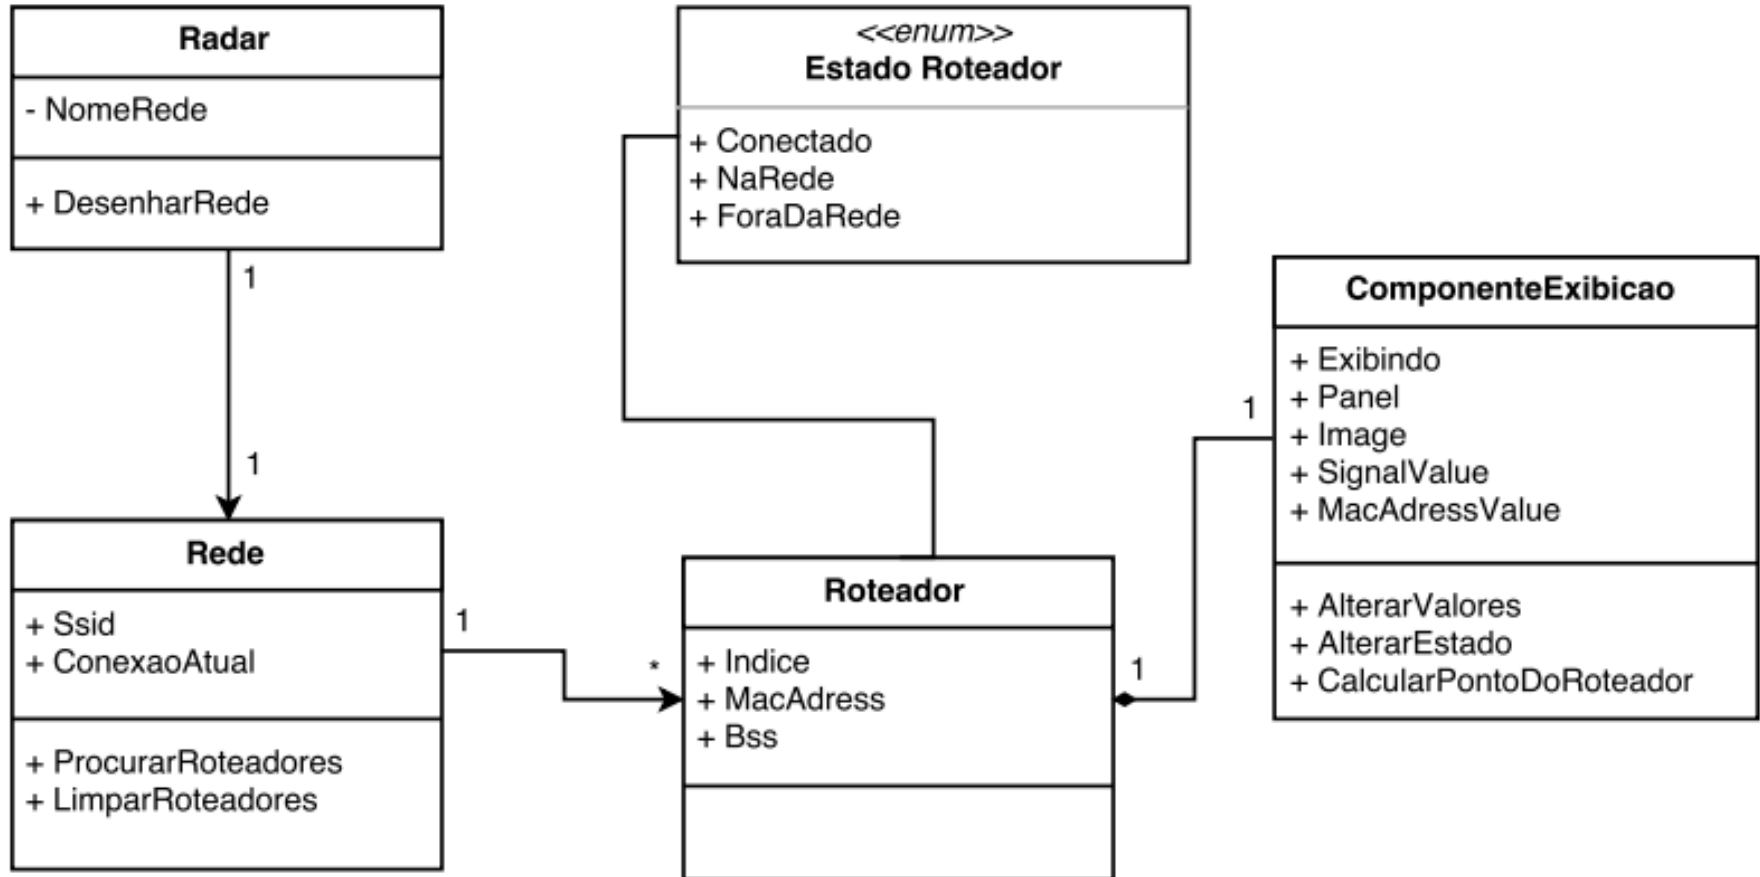 Radar
- NomeRede
+ DesenharRede
1
1
<<enum>>
Estado Roteador
+ Conectado
+ NaRede
+ ForaDaRede
ComponenteExibicao
+ Exibindo
+ Panel
+ Image
+ SignalValue
+ MacAdressValue
+ AlterarValores
+ AlterarEstado
+ CalcularPontoDoRoteador
1
Rede
+ Ssid
+ ConexaoAtual
+ ProcurarRoteadores
+ LimparRoteadores
1
*
Roteador
+ Indice
+ MacAdress
+ Bss
1